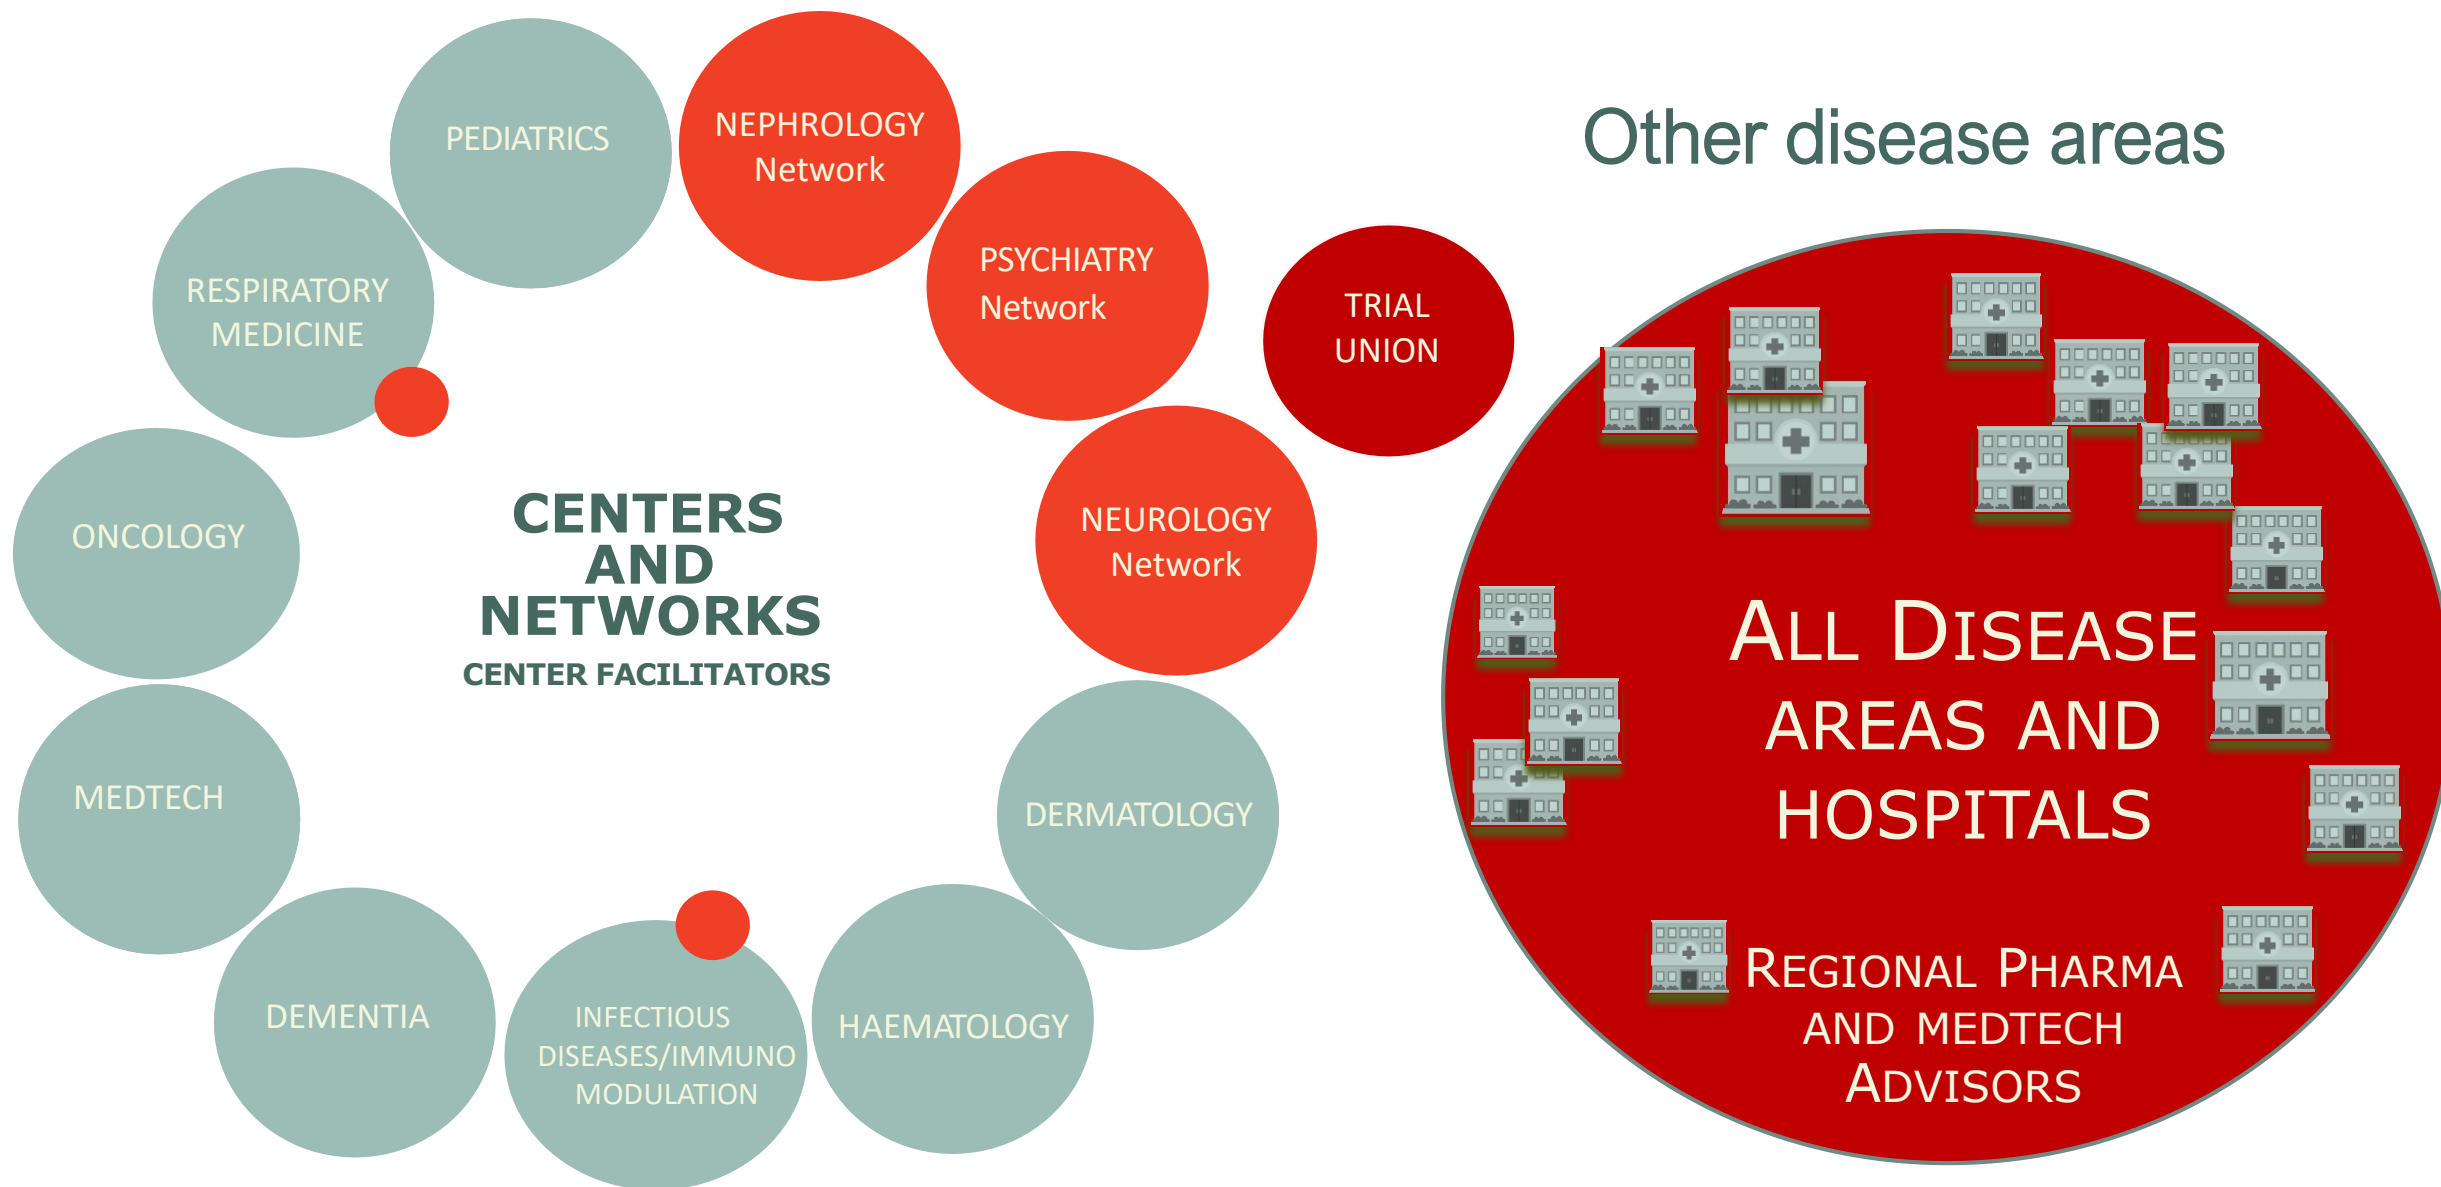 PEDIATRICS
NEPHROLOGY
Network
Other disease areas
RESPIRATORY
MEDICINE
PSYCHIATRY
Network
TRIAL
UNION
ONCOLOGY
CENTERS
AND
NETWORKS
CENTER FACILITATORS
NEUROLOGY
Network
MEDTECH
DERMATOLOGY
DEMENTIA
INFECTIOUS
DISEASES/IMMUNO
MODULATION
HAEMATOLOGY
ALL DISEASE
AREAS AND
HOSPITALS
REGIONAL PHARMA
AND MEDTECH
ADVISORS